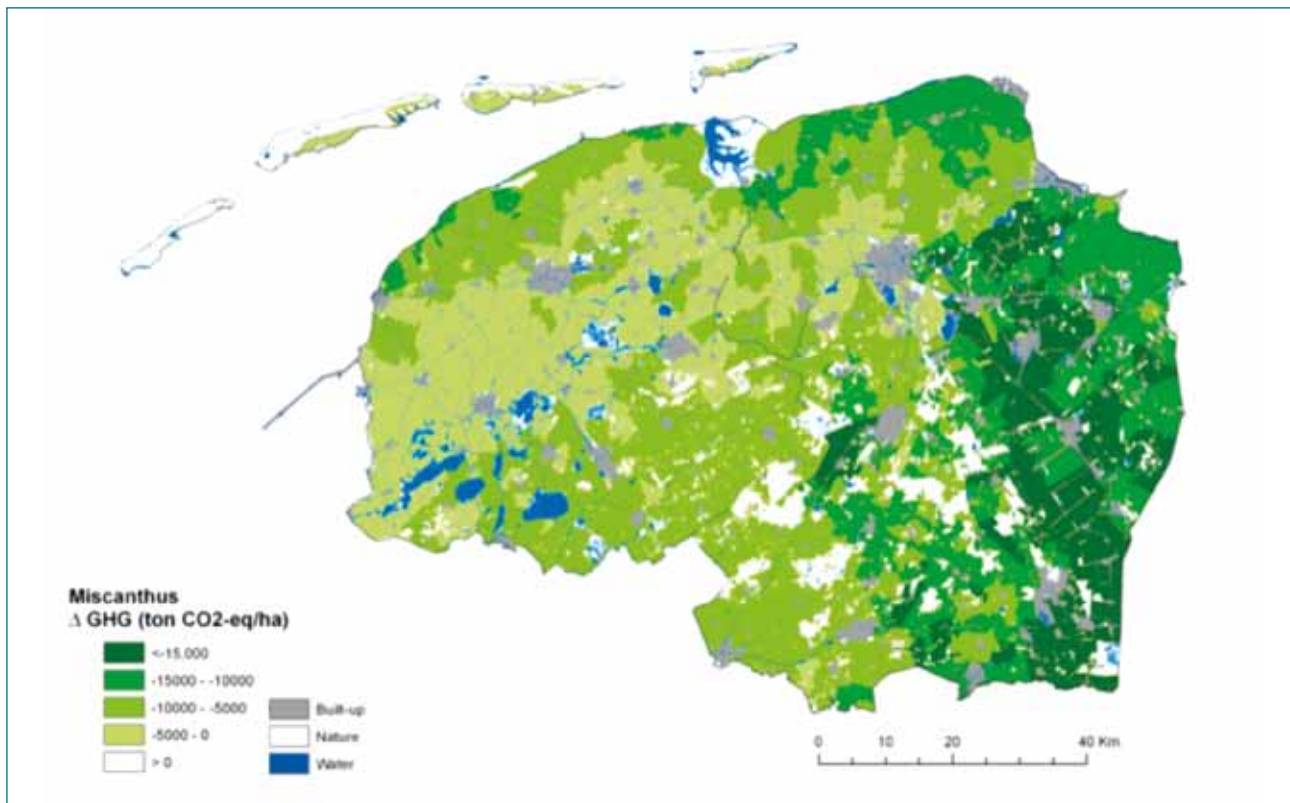 Miscanthus
Δ GHG (ton CO2-eq/ha)
<-15.000
-15000 - -10000
-10000 - -5000
-5000 - 0
> 0
Built-up
Nature
Water
0 10 20 40 Km